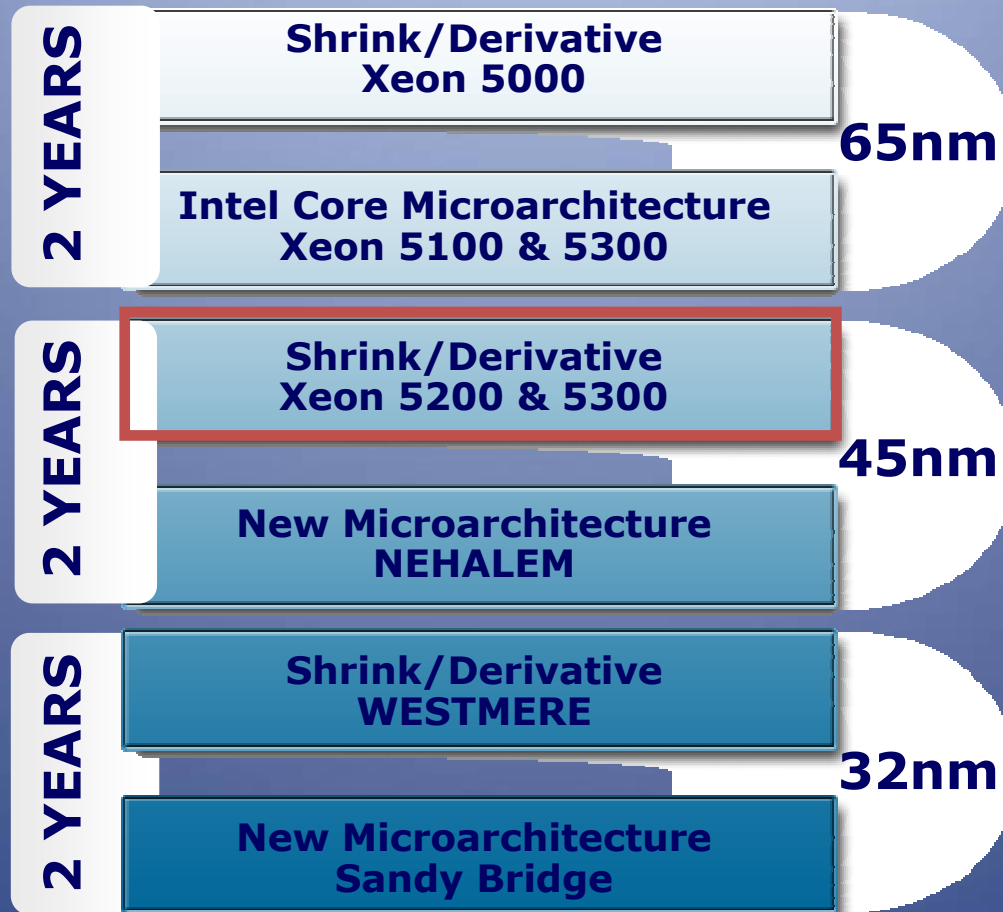 2 YEARS
Shrink/Derivative
Xeon 5000
65nm
Intel Core Microarchitecture
Xeon 5100 & 5300
2 YEARS
Shrink/Derivative
Xeon 5200 & 5300
45nm
New Microarchitecture
NEHALEM
2 YEARS
Shrink/Derivative
WESTMERE
32nm
New Microarchitecture
Sandy Bridge